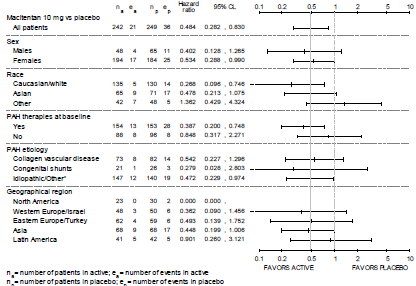 n a e a n p e p Hazard ratio 95% CL 0.1 0.2 0.5 1 2 5 10
Macitentan 10 mg vs placebo
All patients 242 21 249 36 0.484 0.282 , 0.830
Sex
Males 48 4 65 11 0.402 0.128 , 1.265
Females 194 17 184 25 0.534 0.288 , 0.990
Race
Caucasian/white 135 5 130 14 0.268 0.096 , 0.746
Asian 65 9 71 17 0.478 0.213 , 1.075
Other 42 7 48 5 1.362 0.429 , 4.324
PAH therapies at baseline
Yes 154 13 153 28 0.387 0.200 , 0.748
No 88 8 96 8 0.848 0.317 , 2.271
PAH etiology
Collagen vascular disease 73 8 82 14 0.542 0.227 , 1.296
Congenital shunts 21 1 26 3 0.279 0.028 , 2.803
Idiopathic/Other* 147 12 140 19 0.472 0.229 , 0.974
Geographical region
North America 23 0 30 2 0.000 0.000 ,
Western Europe/Israel 48 3 50 6 0.362 0.090 , 1.456
Eastern Europe/Turkey 62 4 59 6 0.493 0.139 , 1.752
Asia 68 9 68 17 0.449 0.199 , 1.006
Latin America 41 5 42 5 0.901 0.260 , 3.121
FAVORS ACTIVE FAVORS PLACEBO
0.1 0.2 0.5 1 2 5 10
n a = number of patients in active; e a = number of events in active
n p = number of patients in placebo; e p = number of events in placebo